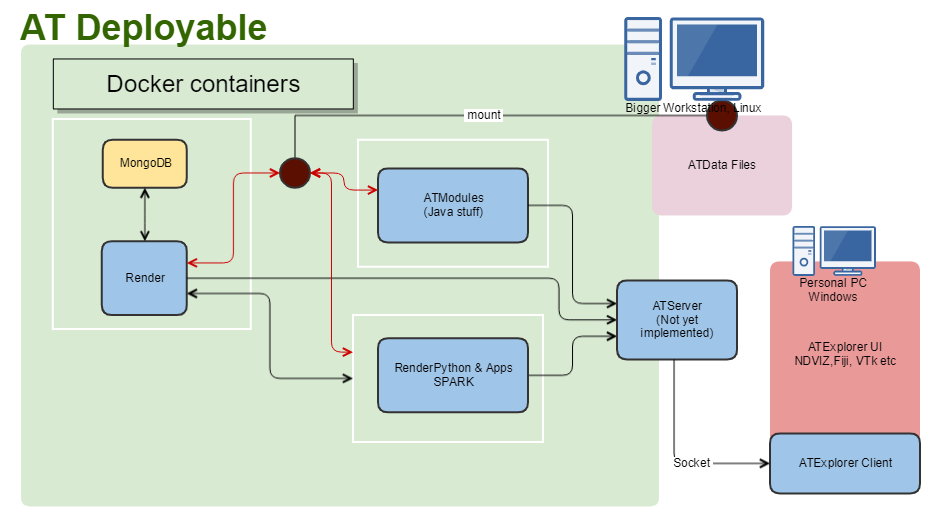 AT Deployable
Docker containers
Bigger Workstation, Linux
mount
MongoDB
ATData Files
ATModules
(Java stuff)
Render
Personal PC
Windows
ATServer
(Not yet
implemented)
ATExplorer UI
NDVIZ,Fiji, VTk etc
RenderPython & Apps
SPARK
Socket
ATExplorer Client